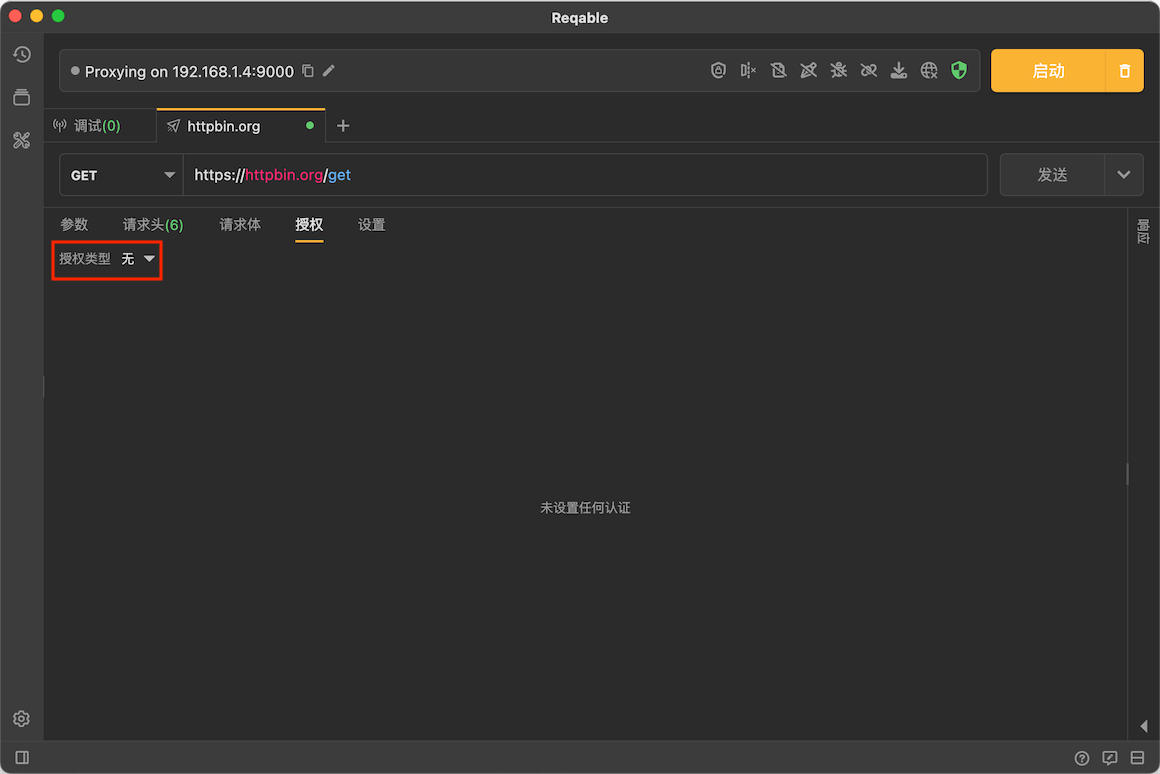 Reqable
Proxying on 192.168.1.4:9000
启动
调试(0)
httpbin.org
GET
https://httpbin.org/get
发送
参数 请求头(6) 请求体 授权 设置
响应
授权类型 无
未设置任何认证